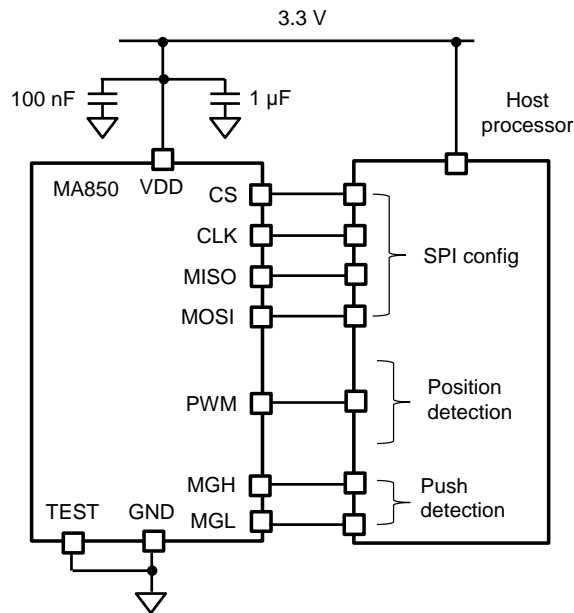 3.3 V
100 nF
1 µF
Host
processor
MA850
VDD
CS
CLK
MISO
MOSI
SPI config
PWM
Position
detection
MGH
MGL
Push
detection
TEST
GND